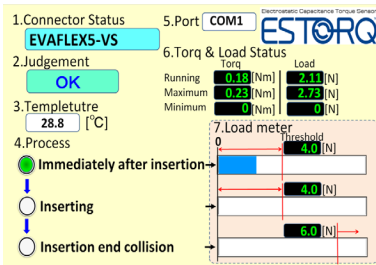 1.Connector Status
EVAFLEX5-VS
2.Judgement
OK
3.Templetutre
28.8 [°C]
4.Process
Immediately after insertion
Inserting
Insertion end collision
5.Port COM1
Electrostatic Capacitance Torque Sensor
ESTORQ
6.Torq & Load Status
Torq Load
Running 0.18 [Nm] 2.11 [N]
Maximum 0.23 [Nm] 2.73 [N]
Minimum 0 [Nm] 0 [N]
7.Load meter
0 Threshold
4.0 [N]
4.0 [N]
6.0 [N]